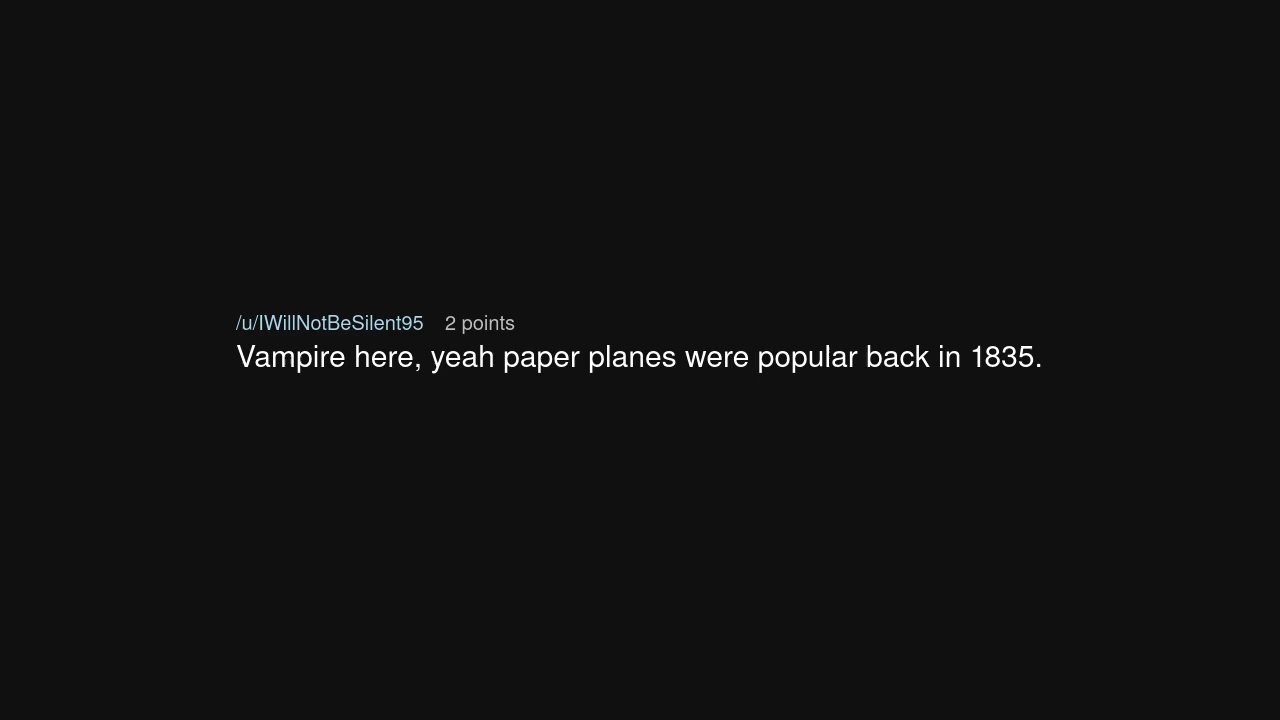 /u/IWillNotBeSilent95 2 points
Vampire here, yeah paper planes were popular back in 1835.